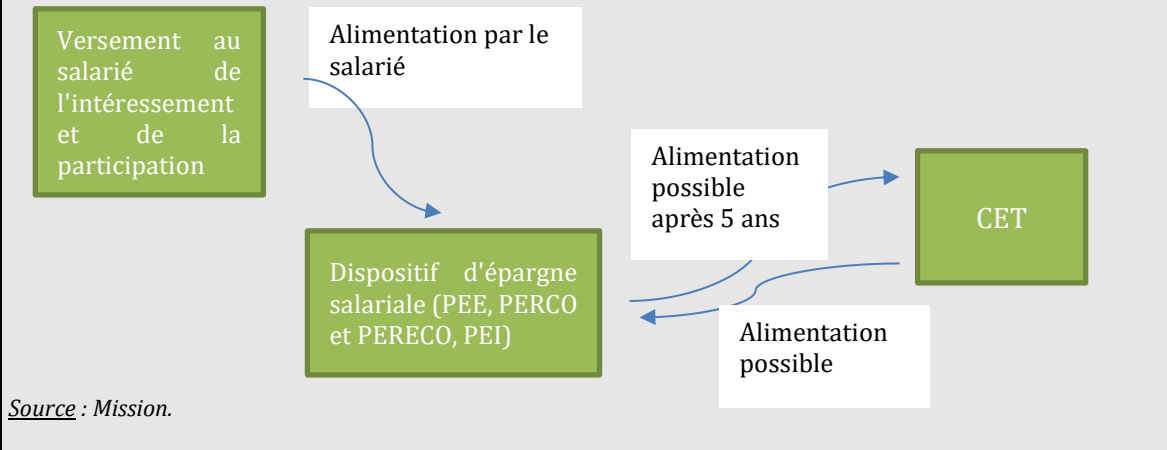 Versement au
salarié de
l'intéressement
et de la
participation
Alimentation par le
salarié
Alimentation
possible
après 5 ans
CET
Dispositif d'épargne
salariale (PEE, PERCO
et PERECO, PEI)
Alimentation
possible
Source : Mission.